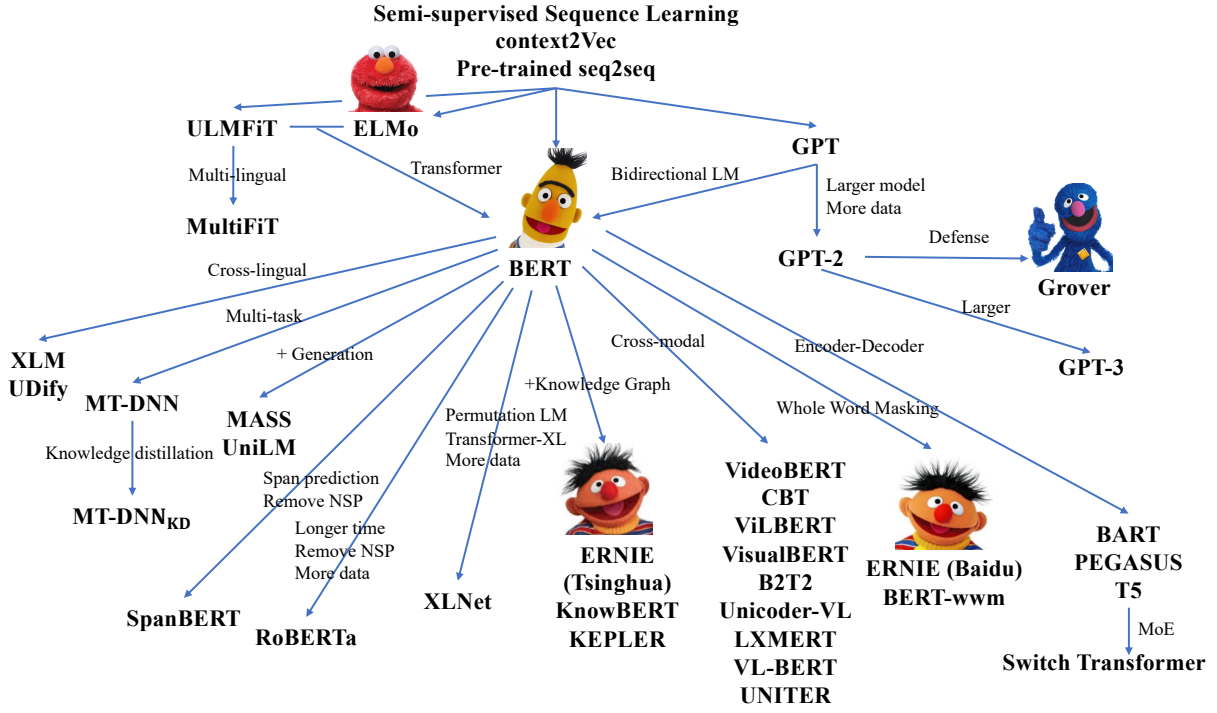 Semi-supervised Sequence Learning
context2Vec
Pre-trained seq2seq
ULMFiT
ELMo
GPT
Multi-lingual
Transformer
Bidirectional LM
Larger model
More data
MultiFiT
BERT
GPT-2
Defense
Grover
Cross-lingual
Multi-task
+ Generation
Larger
GPT-3
XLM
UDify
MT-DNN
MASS
UniLM
Knowledge distillation
MT-DNNKD
Span prediction
Remove NSP
Longer time
Remove NSP
More data
Permutation LM
Transformer-XL
More data
+Knowledge Graph
Cross-modal
Whole Word Masking
Encoder-Decoder
SpanBERT
RoBERTa
XLNet
ERNIE
(Tsinghua)
KnowBERT
KEPLER
VideoBERT
CBT
ViLBERT
VisualBERT
B2T2
Unicoder-VL
LXMERT
VL-BERT
UNITER
ERNIE (Baidu)
BERT-wwm
BART
PEGASUS
T5
MoE
Switch Transformer